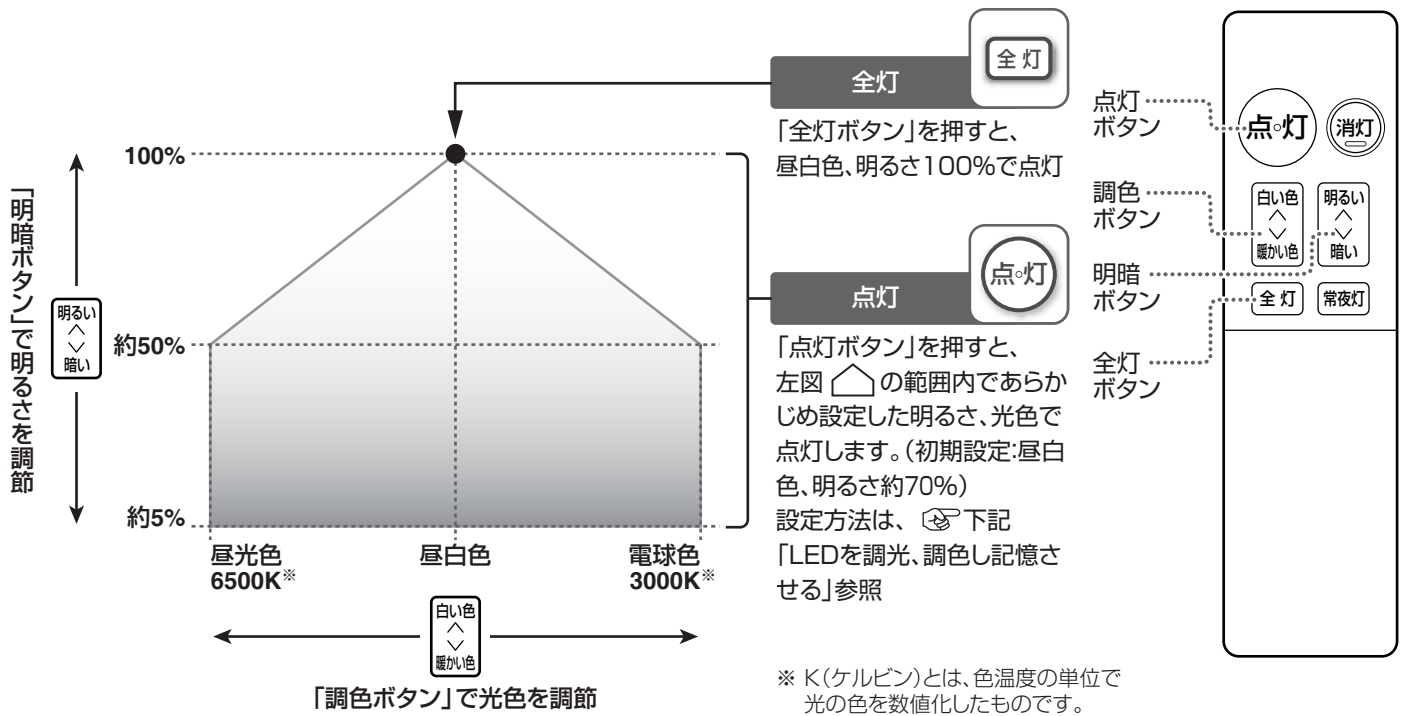 全灯
全 灯
「全灯ボタン」を押すと、
昼白色、明るさ100%で点灯
100%
約50%
約5%
「明暗ボタン」で明るさを調節
明るい
暗い
昼光色
6500K※
昼白色
電球色
3000K※
白い色
暖かい色
「調色ボタン」で光色を調節
点灯
点灯
「点灯ボタン」を押すと、
左図 の範囲内であらか
じめ設定した明るさ、光色で
点灯します。(初期設定:昼白
色、明るさ約70%)
設定方法は、 下記
「LEDを調光、調色し記憶さ
せる」参照
※ K(ケルビン)とは、色温度の単位で
光の色を数値化したものです。
点灯
ボタン
調色
ボタン
明暗
ボタン
全灯
ボタン
点灯
消灯
白い色
暖かい色
明るい
暗い
全 灯
常夜灯